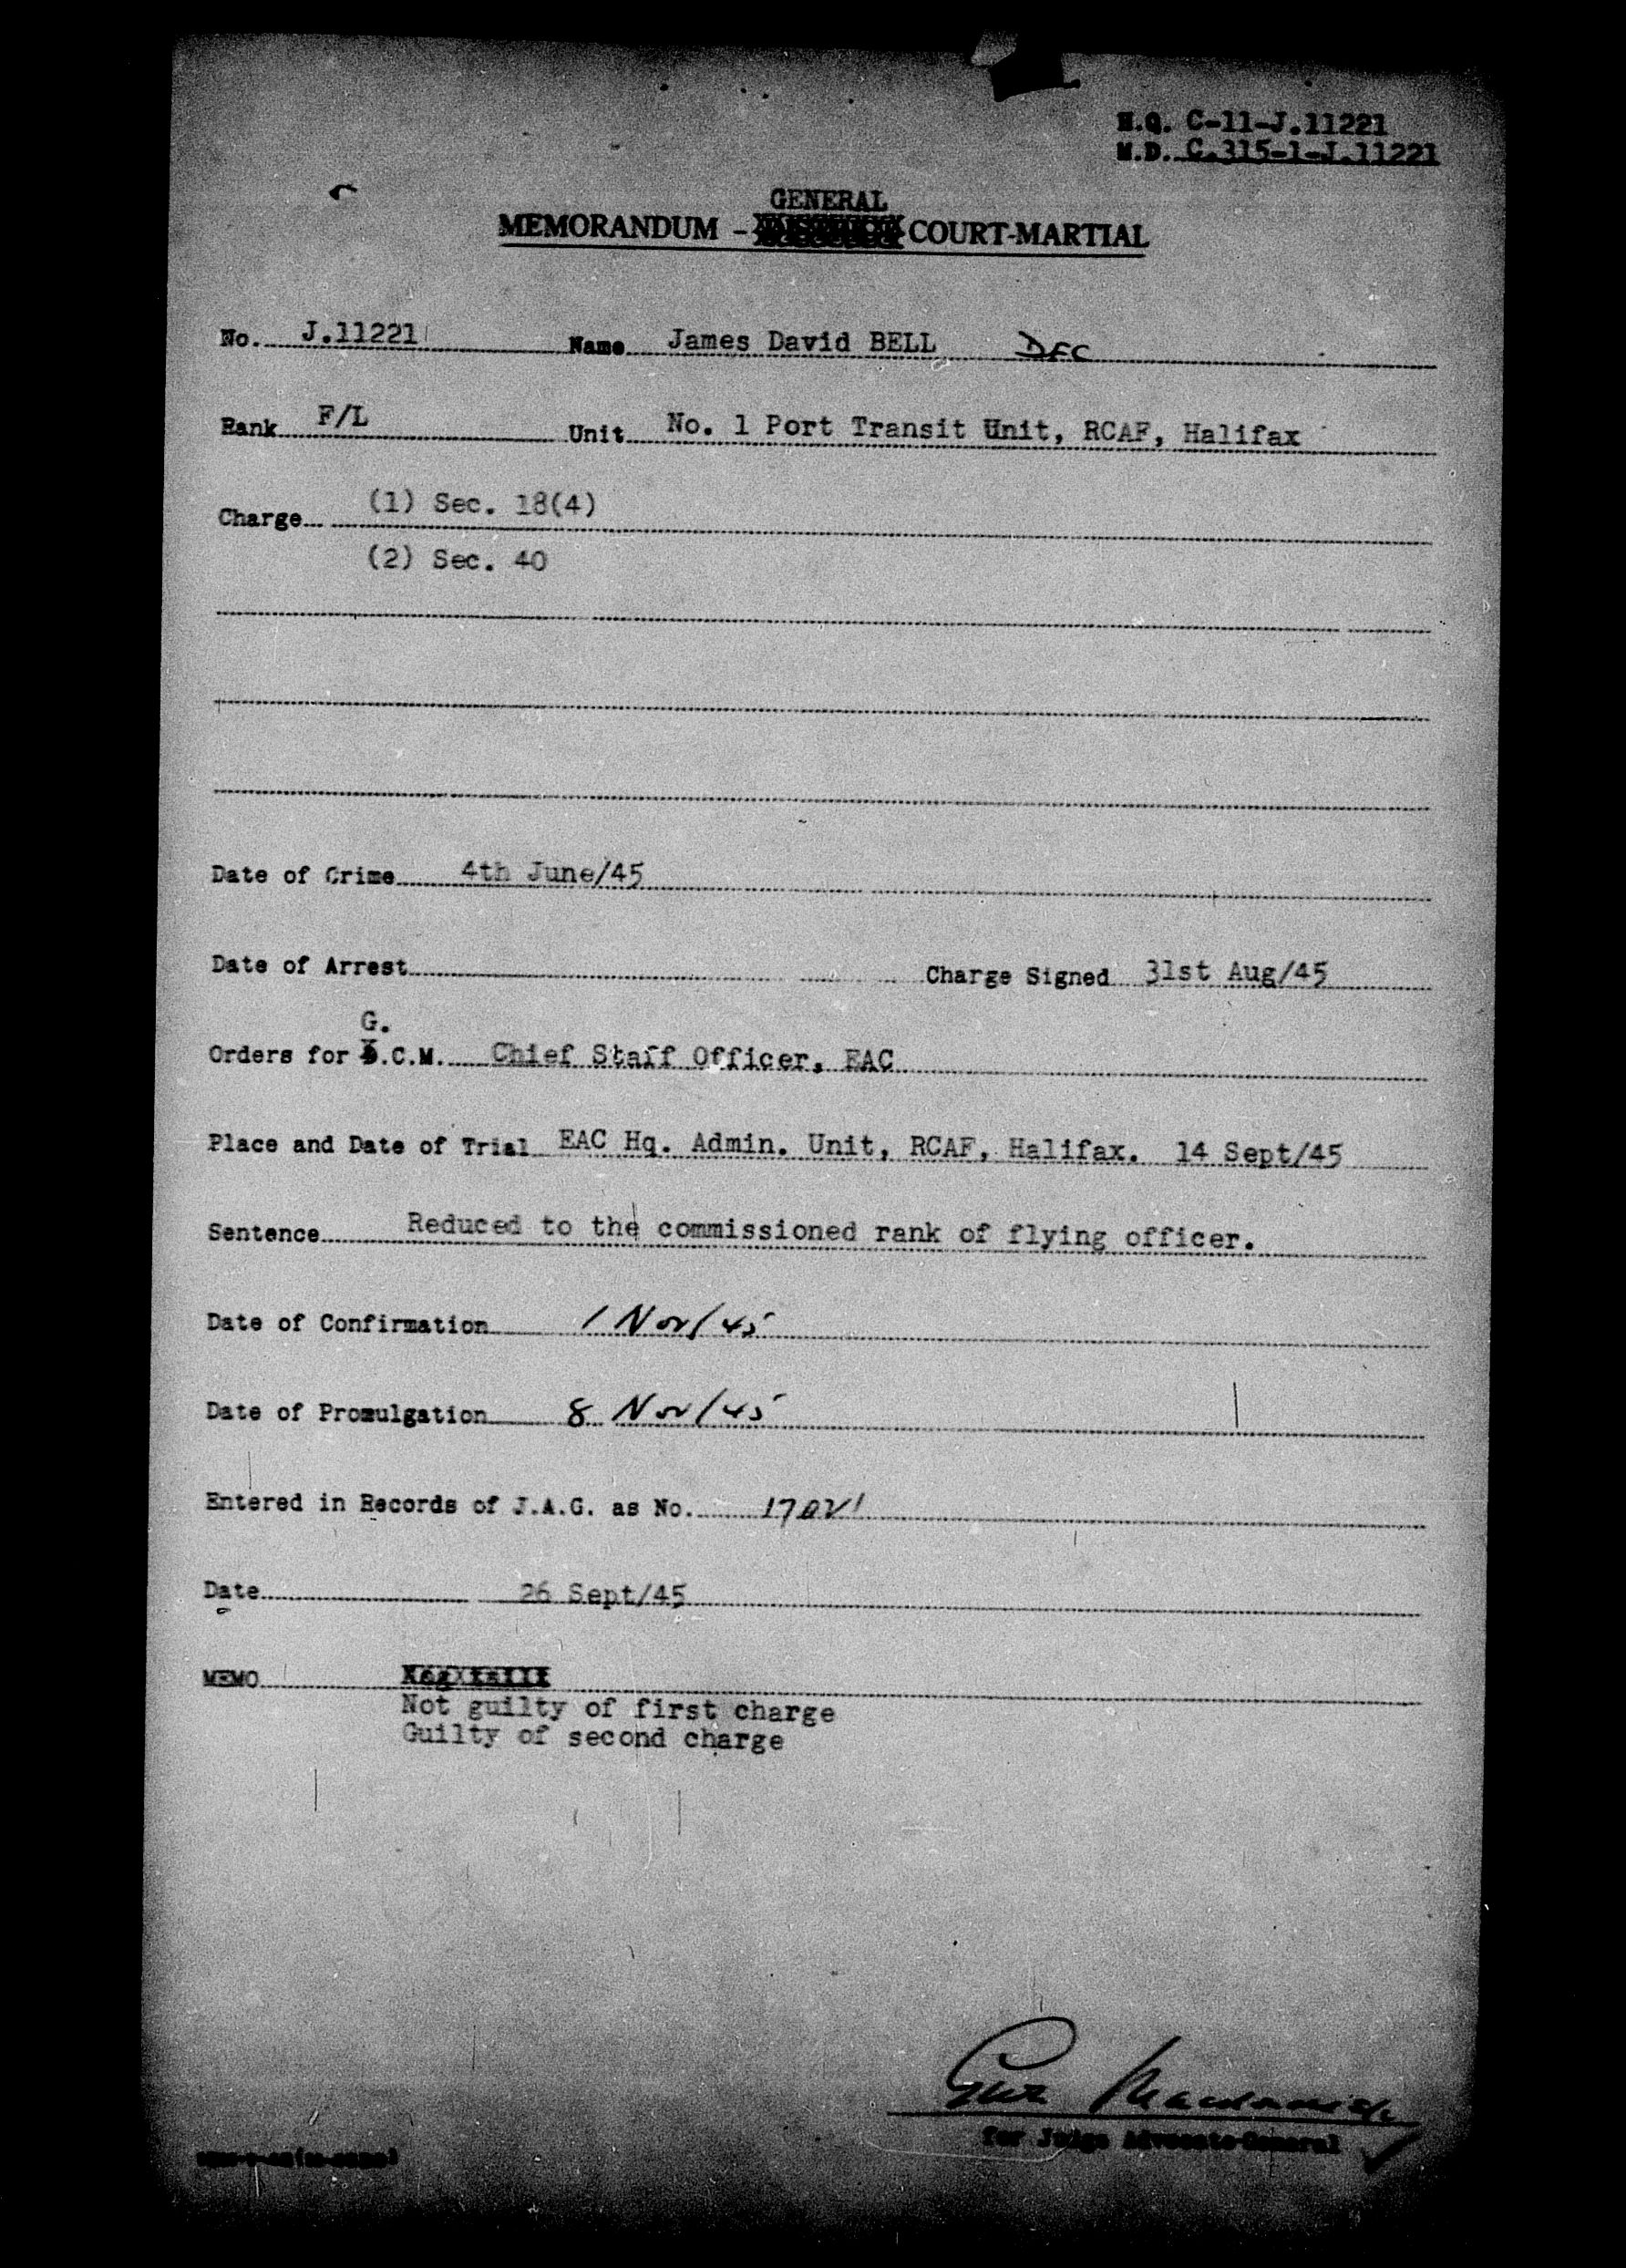 H.Q. C-11-J.11221
M.D. C.315-1-J.11221
GENERAL
MEMORANDUM - COURT-MARTIAL
No. J.11221 Name James David BELL DFC
Rank F/L Unit No. 1 Port Transit Unit, RCAF, Halifax
Charge (1) Sec. 18(4)
(2) Sec. 40
Date of Crime 4th June/45
Date of Arrest Charge Signed 31st Aug/45
G.
Orders for D.C.M. Chief Staff Officer, EAC
Place and Date of Trial EAC Hq. Admin. Unit, RCAF, Halifax. 14 Sept/45
Sentence Reduced to the commissioned rank of flying officer.
Date of Confirmation 1 Nov/45
Date of Promulgation 8 Nov/45
Entered in Records of J.A.G. as No.
Date 26 Sept/45
MEMO
Not guilty of first charge
Guilty of second charge
for Judge Advocate-General